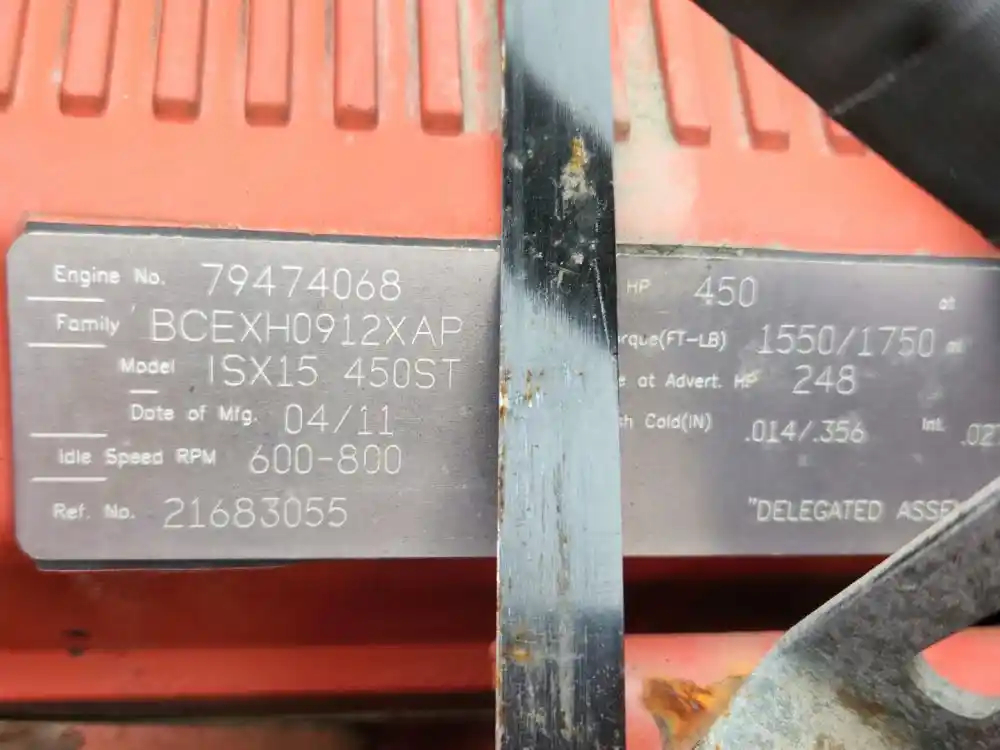 Engine No. 79474068
Family BCEXH0912XAP
Model ISX15 450ST
Date of Mfg. 04/11
Idle Speed RPM 600-800
Ref. No. 21683055
HP 450 at
(FT-LB) 1550/1750
at Advert. HP 248
Cold(IN) .014/.356 Int.
"DELEGATED